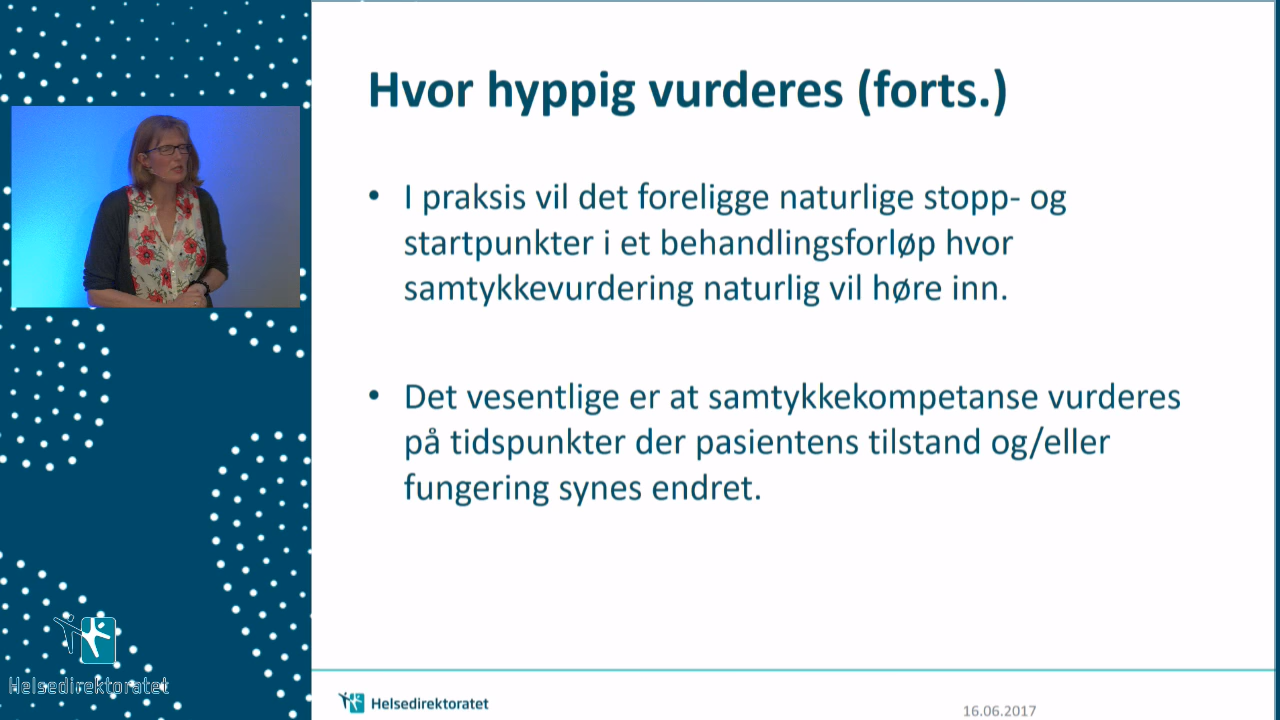 Hvor hyppig vurderes (forts.)
• I praksis vil det foreligge naturlige stopp- og
startpunkter i et behandlingsforløp hvor
samtykkevurdering naturlig vil høre inn.
• Det vesentlige er at samtykkekompetanse vurderes
på tidspunkter der pasientens tilstand og/eller
fungering synes endret.
Helsedirektoratet
Helsedirektoratet
16.06.2017